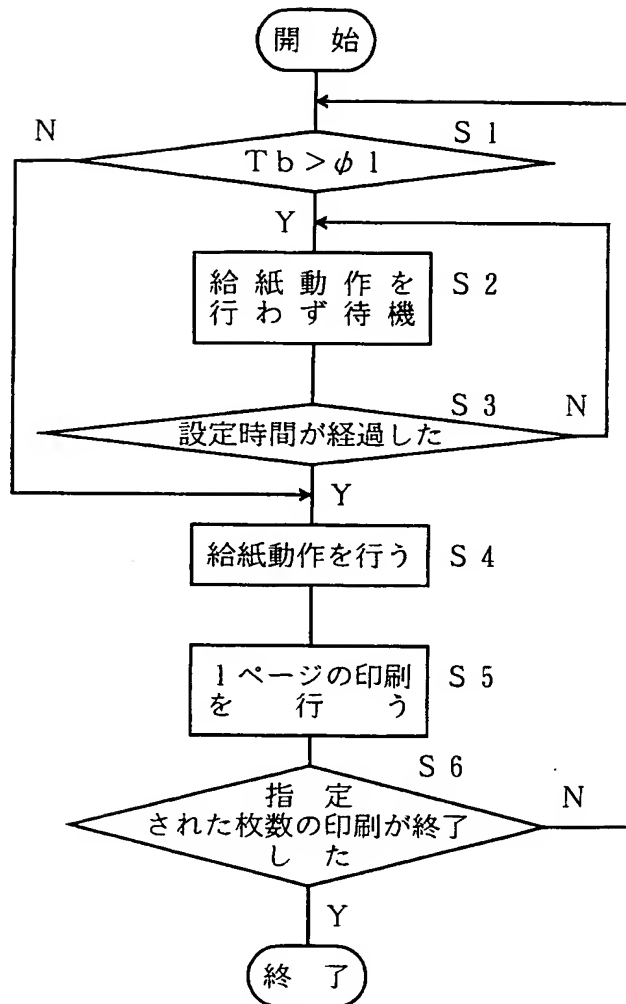 開 始
N
S 1
T b > φ 1
Y
給 紙 動 作 を
行 わ ず 待 機
S 2
S 3
N
設定時間が経過した
Y
給紙動作を行う
S 4
1 ページの印刷
を 行 う
S 5
S 6
指 定
された枚数の印刷が終了
し た
N
Y
終 了